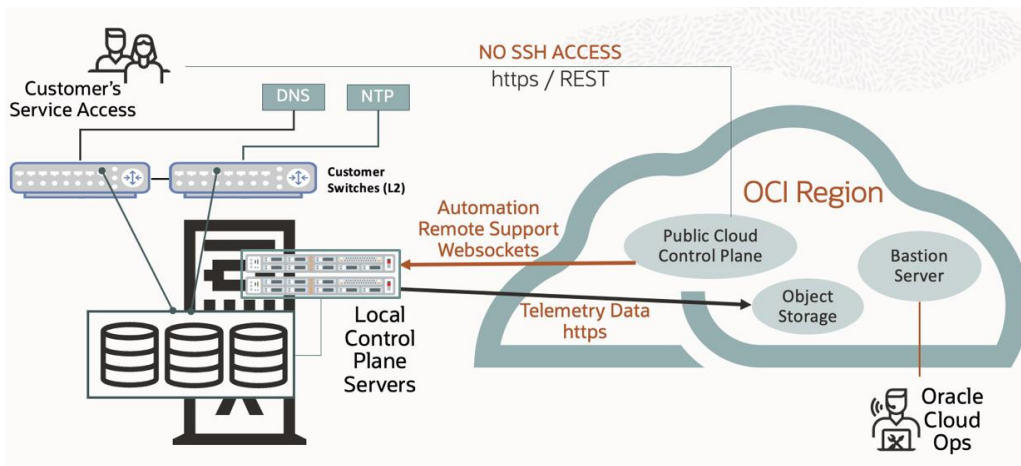 NO SSH ACCESS
https / REST
Customer's
Service Access
DNS
NTP
Customer
Switches (L2)
OCI Region
Automation
Remote Support
Websockets
Public Cloud
Control Plane
Bastion
Server
Object
Storage
Telemetry Data
https
Local
Control
Plane
Servers
Oracle
Cloud
Ops